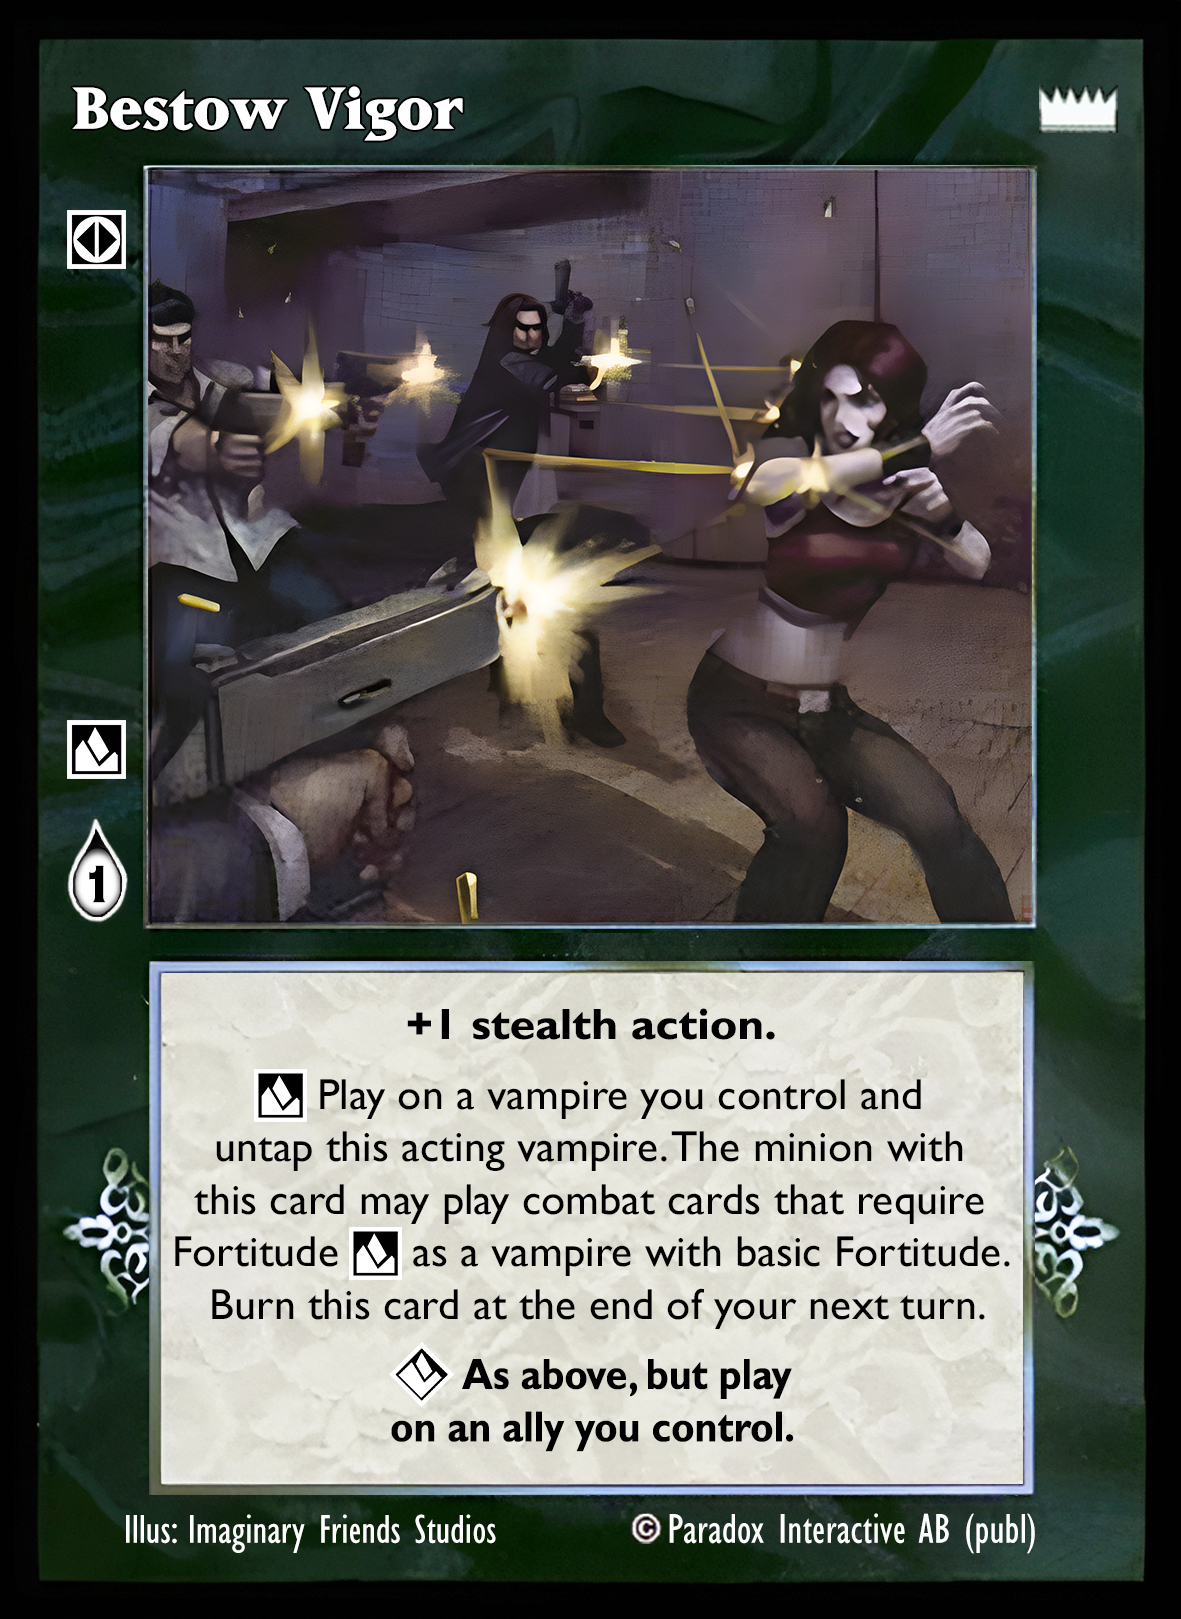 Bestow Vigor
1
+1 stealth action.
Play on a vampire you control and
untap this acting vampire. The minion with
this card may play combat cards that require
Fortitude as a vampire with basic Fortitude.
Burn this card at the end of your next turn.
As above, but play
on an ally you control.
Illus: Imaginary Friends Studios
© Paradox Interactive AB (publ)